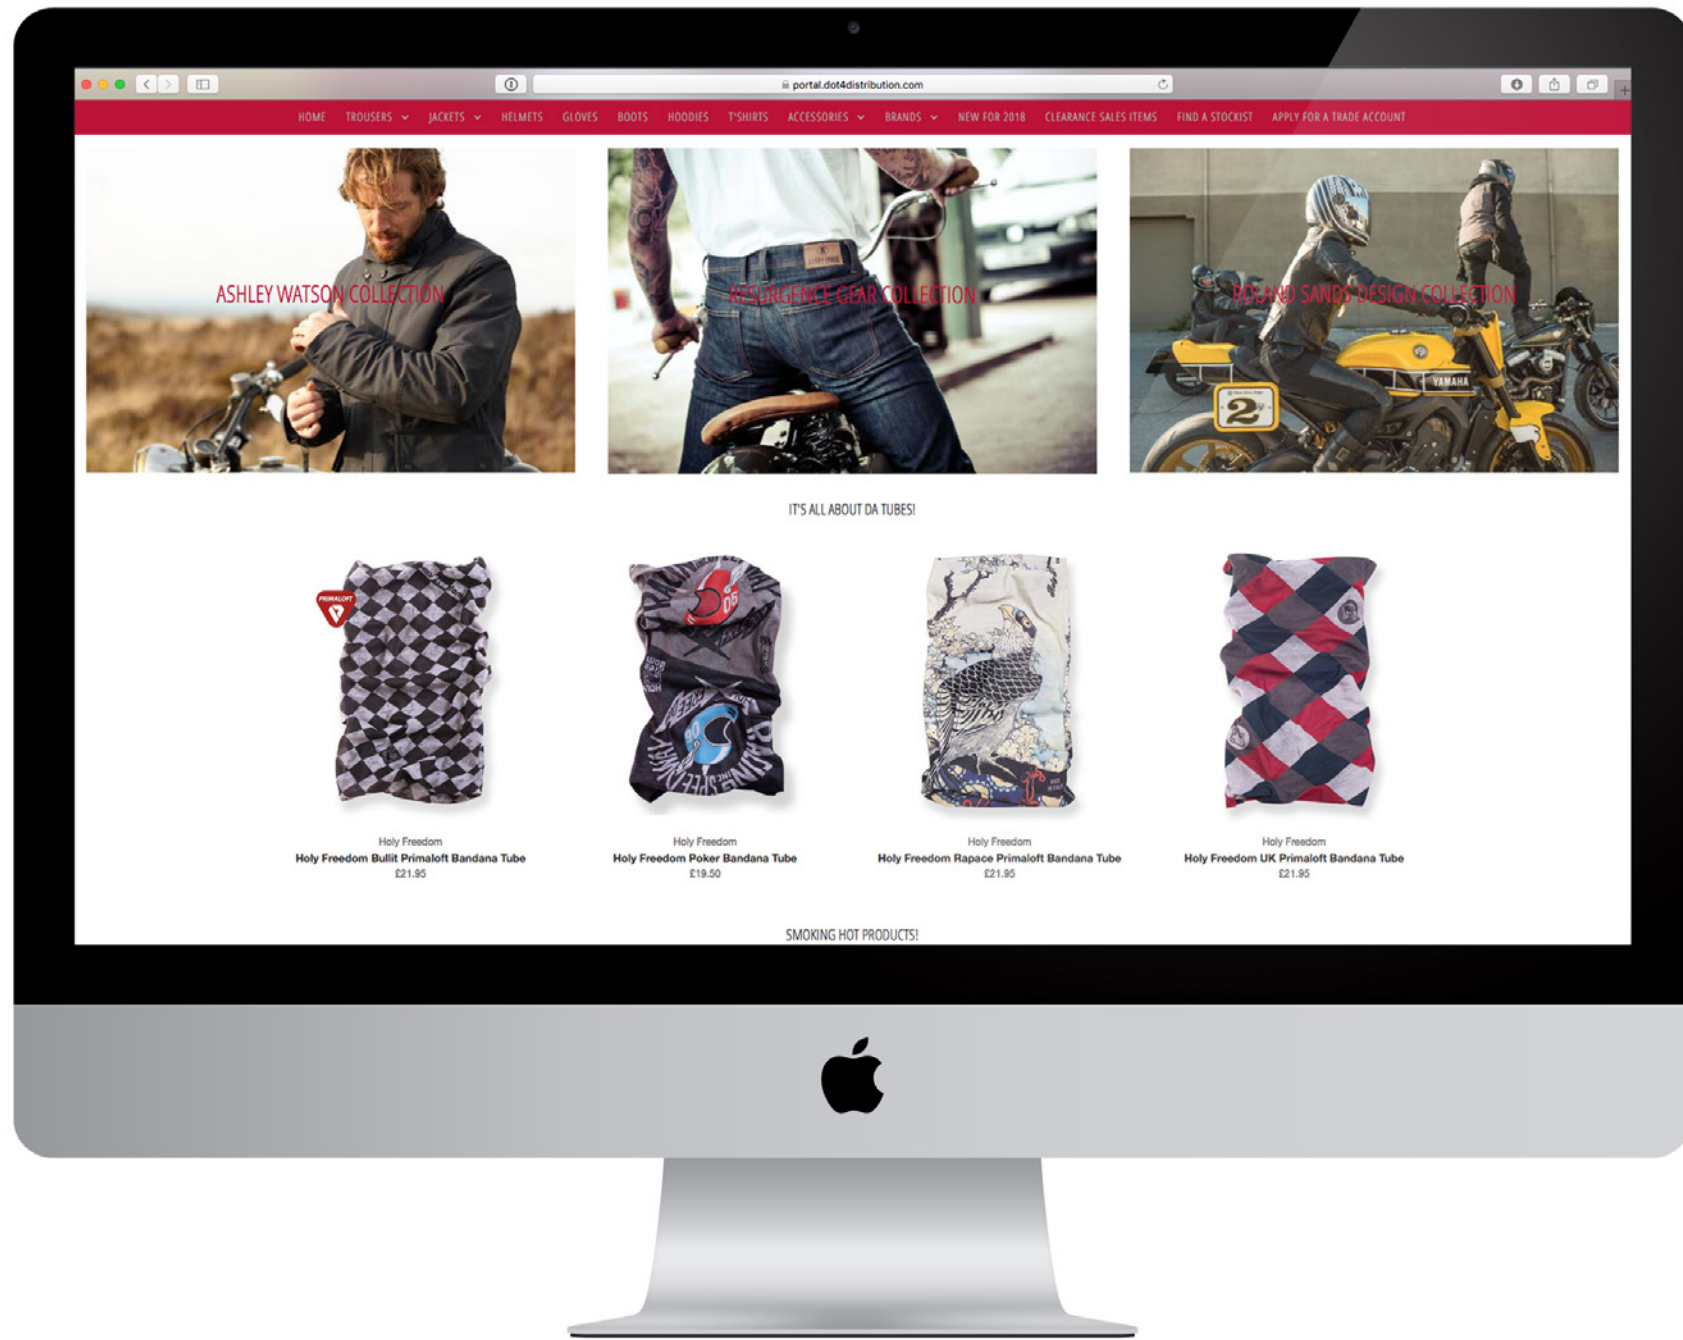 portal.dot4distribution.com
HOME TROUSERS JACKETS HELMETS GLOVES BOOTS HOODIES T'SHIRTS ACCESSORIES BRANDS NEW FOR 2018 CLEARANCE SALES ITEMS FIND A STOCKIST APPLY FOR A TRADE ACCOUNT
ASHLEY WATSON COLLECTION
RESURGENCE GEAR COLLECTION
ROLAND SANDS DESIGN COLLECTION
YAMAHA
2
IT'S ALL ABOUT DA TUBES!
PRIMALOFT
06
06
Holy Freedom
Holy Freedom Bullit Primaloft Bandana Tube
£21.95
Holy Freedom
Holy Freedom Poker Bandana Tube
£19.50
Holy Freedom
Holy Freedom Rapace Primaloft Bandana Tube
£21.95
Holy Freedom
Holy Freedom UK Primaloft Bandana Tube
£21.95
SMOKING HOT PRODUCTS!